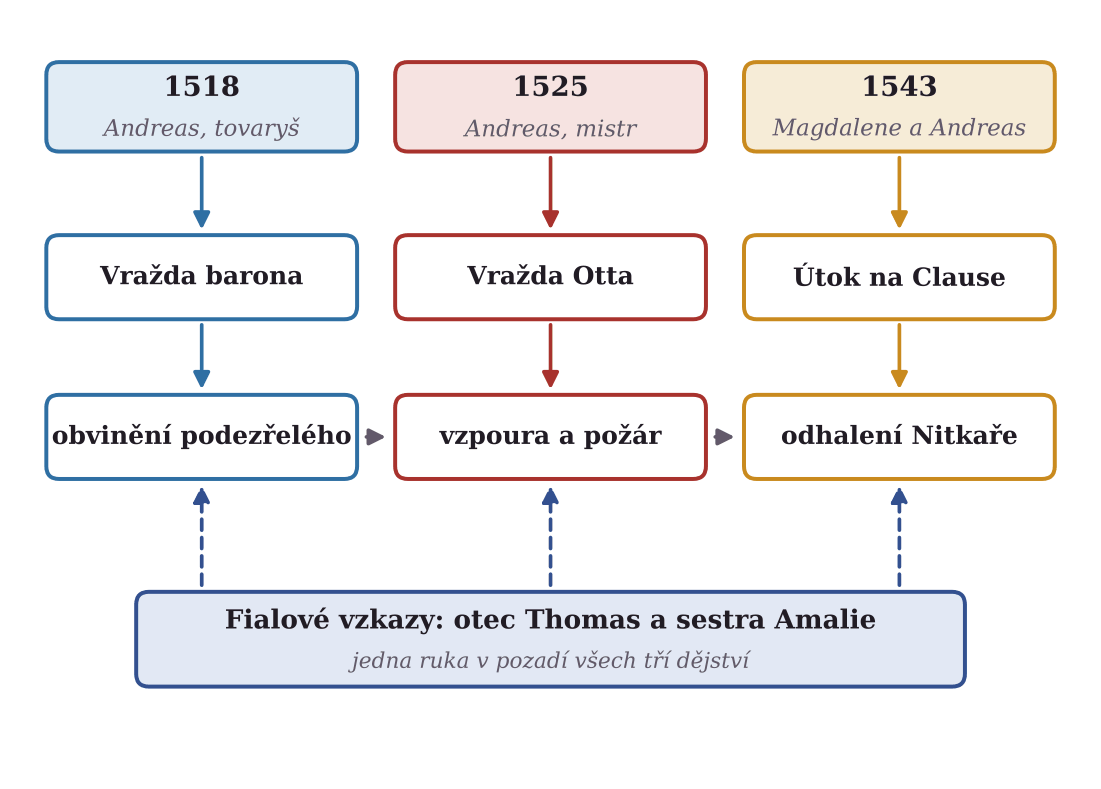 1518
Andreas, tovaryš
1525
Andreas, mistr
1543
Magdalene a Andreas
Vražda barona
Vražda Otta
Útok na Clause
obvinění podezřelého
vzpoura a požár
odhalení Nitkaře
Fialové vzkazy: otec Thomas a sestra Amalie
jedna ruka v pozadí všech tří dějství